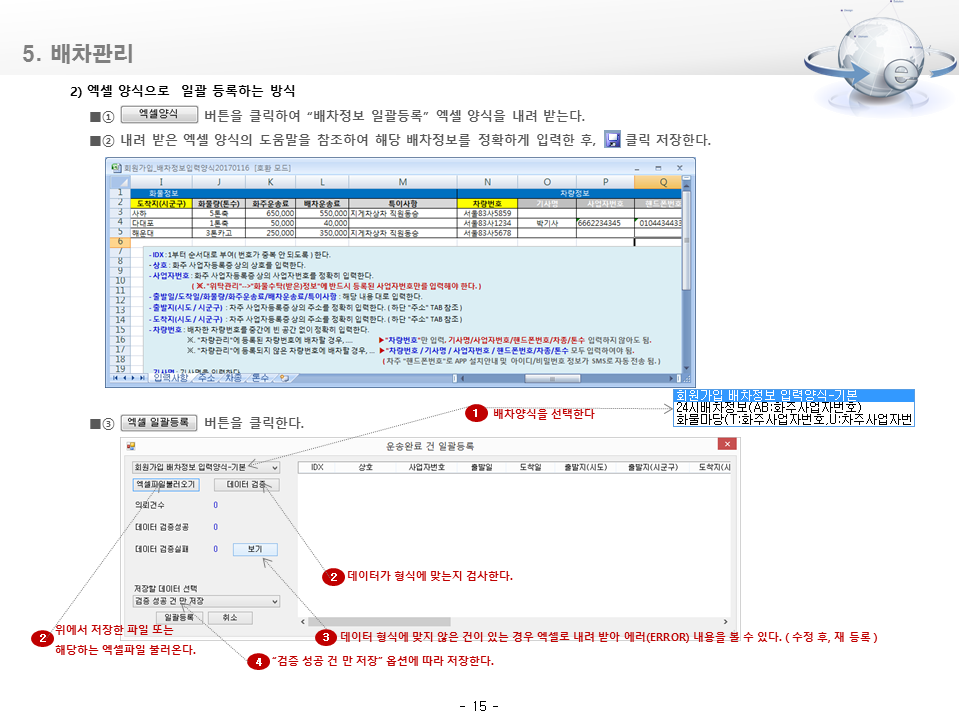 5. 배차관리
2) 엑셀 양식으로 일괄 등록하는 방식
■① 엑셀양식 버튼을 클릭하여 “배차정보 일괄등록” 엑셀 양식을 내려 받는다.
■② 내려 받은 엑셀 양식의 도움말을 참조하여 해당 배차정보를 정확하게 입력한 후, 클릭 저장한다.
회원가입_배차정보입력양식20170116 [호환 모드]
I J K L M N O P Q
1 화물정보 차량정보
2 도착지(시군구) 화물량(톤수) 화주운송료 배차운송료 특이사항 차량번호 기사명 사업자번호 핸드폰번호
3 사하 5톤축 650,000 550,000 지게차상차 직원동승 서울83사5859
4 다대포 1톤축 50,000 40,000 서울83사1234 박기사 6662234345 0104434433
5 해운대 3톤카고 250,000 350,000 지게차상차 직원동승 서울83사5678
6
7 - IDX : 1부터 순서대로 부여( 번호가 중복 안 되도록 ) 한다.
8 - 상호 : 화주 사업자등록증 상의 상호를 입력한다.
9 - 사업자번호 : 화주 사업자등록증 상의 사업자번호를 정확히 입력한다.
10 ( ※. "위탁관리"-->"화물수탁(받은)정보"에 반드시 등록된 사업자번호만을 입력해야 한다. )
11 - 출발일/도착일/화물량/화주운송료/배차운송료/특이사항 : 해당 내용 대로 입력한다.
12 - 출발지(시도 / 시군구) : 차주 사업자등록증 상의 주소를 정확히 입력한다. ( 하단 "주소" TAB 참조 )
13 - 도착지(시도 / 시군구) : 차주 사업자등록증 상의 주소를 정확히 입력한다. ( 하단 "주소" TAB 참조 )
14
15 - 차량번호 : 배차한 차량번호를 중간에 빈 공간 없이 정확히 입력한다.
16 ※. "차량관리"에 등록된 차량번호에 배차할 경우, .... ▶"차량번호"만 입력, 기사명/사업자번호/핸드폰번호/차종/톤수 입력하지 않아도 됨.
17 ※. "차량관리"에 등록되지 않은 차량번호에 배차할 경우, ... ▶"차량번호 / 기사명 / 사업자번호 / 핸드폰번호/차종/톤수 모두 입력하여야 됨.
18 ( 차주 "핸드폰번호"로 APP 설치안내 및 아이디/비밀번호 정보가 SMS로 자동 전송 됨. )
19 - 기사명 : 기사명을 입력한다.
입력사항 주소 차종 톤수
회원가입 배차정보 입력양식-기본
24시배차정보(AB:화주사업자번호)
화물마당(T:화주사업자번호,U:차주사업자번
1 배차양식을 선택한다
■③ 엑셀 일괄등록 버튼을 클릭한다.
운송완료 건 일괄등록
회원가입 배차정보 입력양식-기본
IDX 상호 사업자번호 출발일 도착일 출발지(시도) 출발지(시군구) 도착지(시
엑셀파일불러오기 데이터 검증
의뢰건수 0
데이터 검증성공 0
데이터 검증실패 0 보기
2 데이터가 형식에 맞는지 검사한다.
저장할 데이터 선택
검증 성공 건 만 저장
일괄등록 취소
2 위에서 저장한 파일 또는
해당하는 엑셀파일 불러온다.
3 데이터 형식에 맞지 않은 건이 있는 경우 엑셀로 내려 받아 에러(ERROR) 내용을 볼 수 있다. ( 수정 후, 재 등록 )
4 “검증 성공 건 만 저장” 옵션에 따라 저장한다.
- 15 -